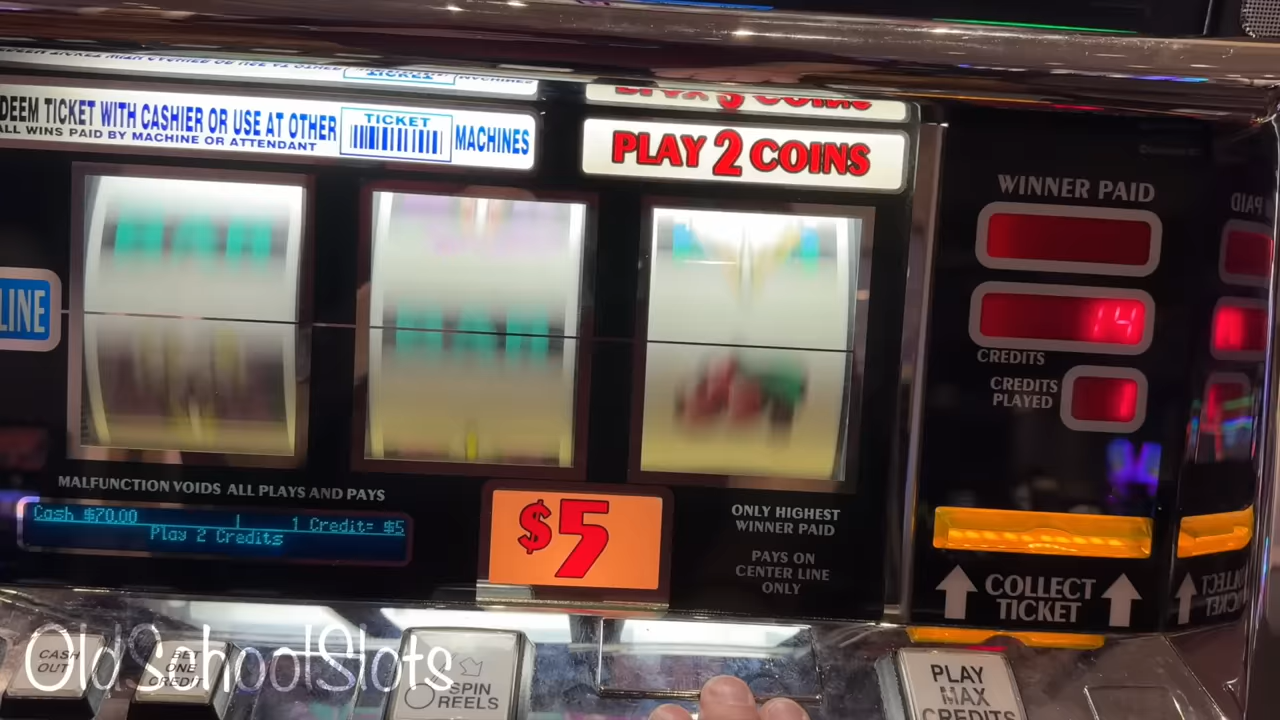 DEEM TICKET WITH CASHIER OR USE AT OTHER
ALL WINS PAID BY MACHINE OR ATTENDANT
TICKET
MACHINES
PLAY 2 COINS
WINNER PAID
14
CREDITS
CREDITS
PLAYED
LINE
MALFUNCTION VOIDS ALL PLAYS AND PAYS
Cash $70.00
1 Credit= $5
Play 2 Credits
$5
ONLY HIGHEST
WINNER PAID
PAYS ON
CENTER LINE
ONLY
COLLECT
TICKET
OldSchoolSlots
CASH
OUT
BET
ONE
CREDIT
SPIN
REELS
PLAY
MAX
CREDITS